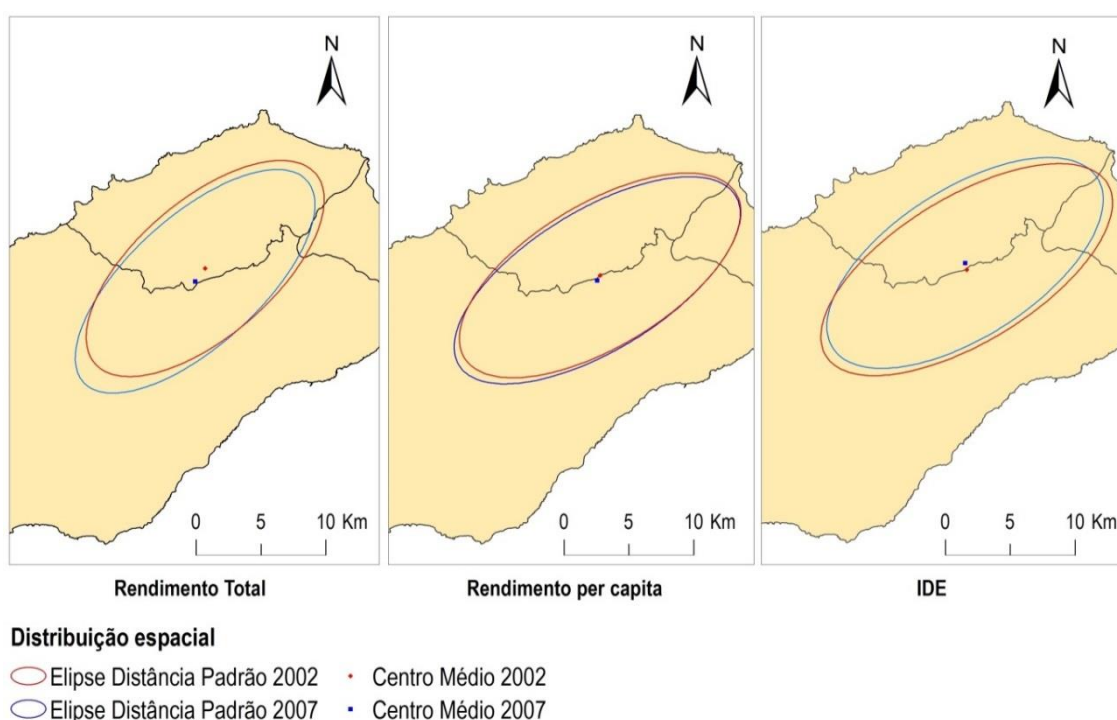 N
N
N
0 5 10 Km
0 5 10 Km
0 5 10 Km
Rendimento Total
Rendimento per capita
IDE
Distribuição espacial
Elipse Distância Padrão 2002
Centro Médio 2002
Elipse Distância Padrão 2007
Centro Médio 2007